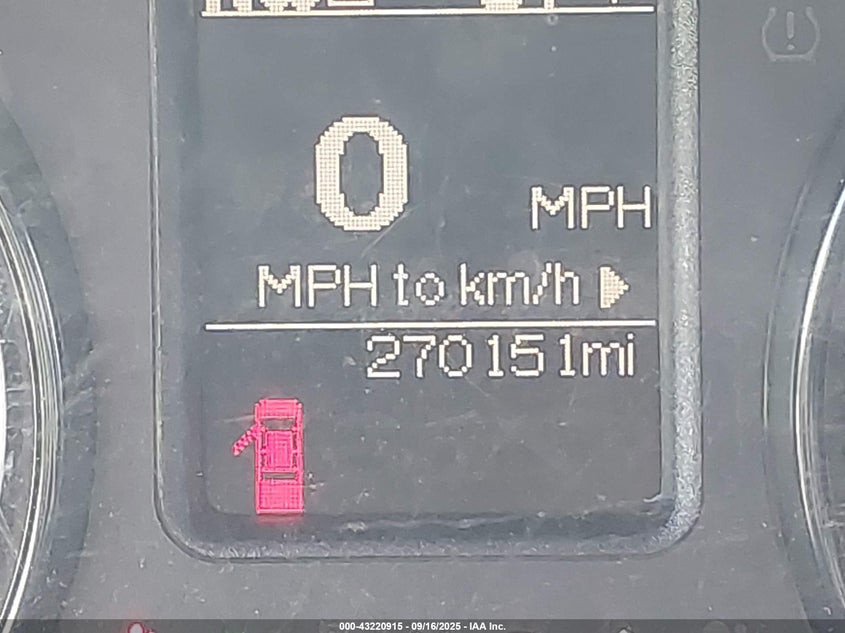 0
MPH
MPH to km/h
270151mi
000-43220915 - 09/16/2025 - IAA Inc.